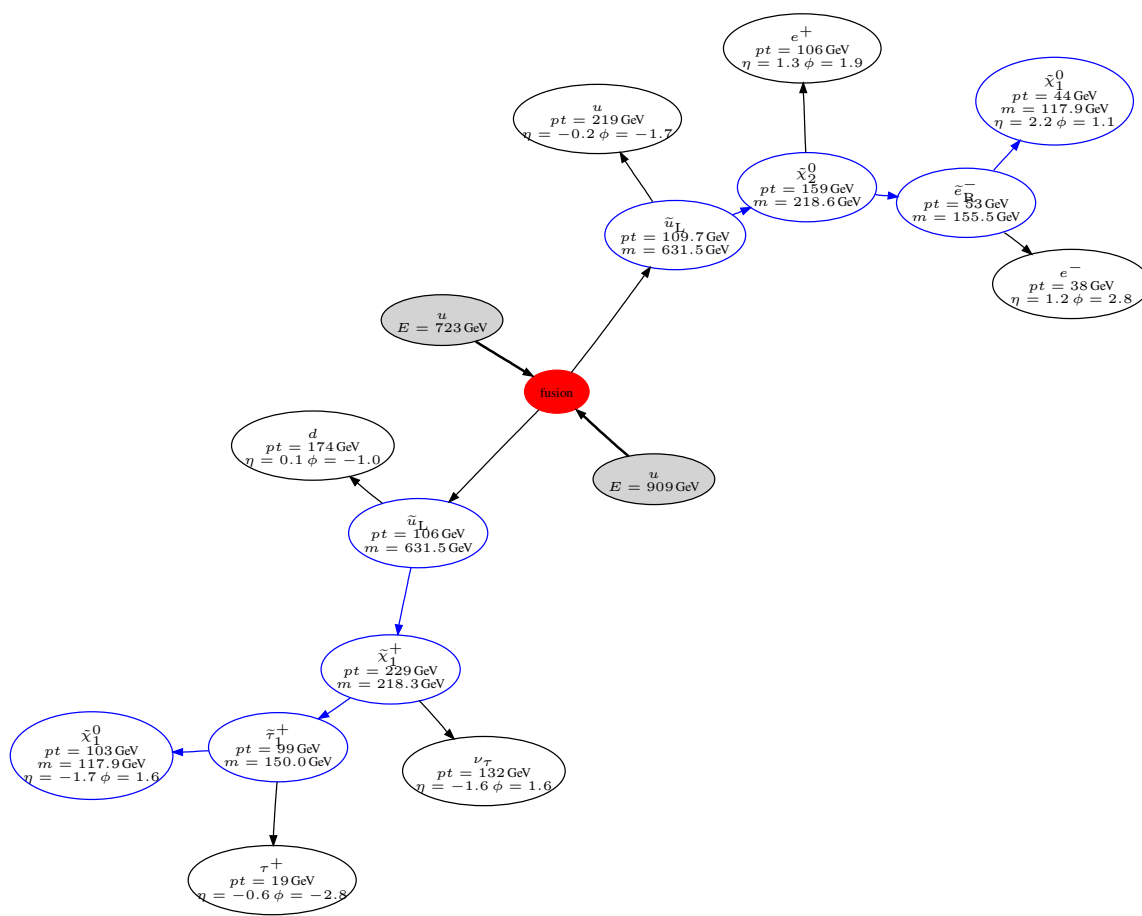 e+
pt = 106 GeV
η = 1.3 ϕ = 1.9
χ̃⁰₁
pt = 44 GeV
m = 117.9 GeV
η = 2.2 ϕ = 1.1
u
pt = 219 GeV
η = −0.2 ϕ = −1.7
χ̃⁰₂
pt = 159 GeV
m = 218.6 GeV
ẽ⁻_R
pt = 53 GeV
m = 155.5 GeV
ũ_L
pt = 109.7 GeV
m = 631.5 GeV
e−
pt = 38 GeV
η = 1.2 ϕ = 2.8
u
E = 723 GeV
fusion
d
pt = 174 GeV
η = 0.1 ϕ = −1.0
u
E = 909 GeV
ũ_L
pt = 106 GeV
m = 631.5 GeV
χ̃⁺₁
pt = 229 GeV
m = 218.3 GeV
χ̃⁰₁
pt = 103 GeV
m = 117.9 GeV
η = −1.7 ϕ = 1.6
τ̃⁺₁
pt = 99 GeV
m = 150.0 GeV
ν_τ
pt = 132 GeV
η = −1.6 ϕ = 1.6
τ+
pt = 19 GeV
η = −0.6 ϕ = −2.8